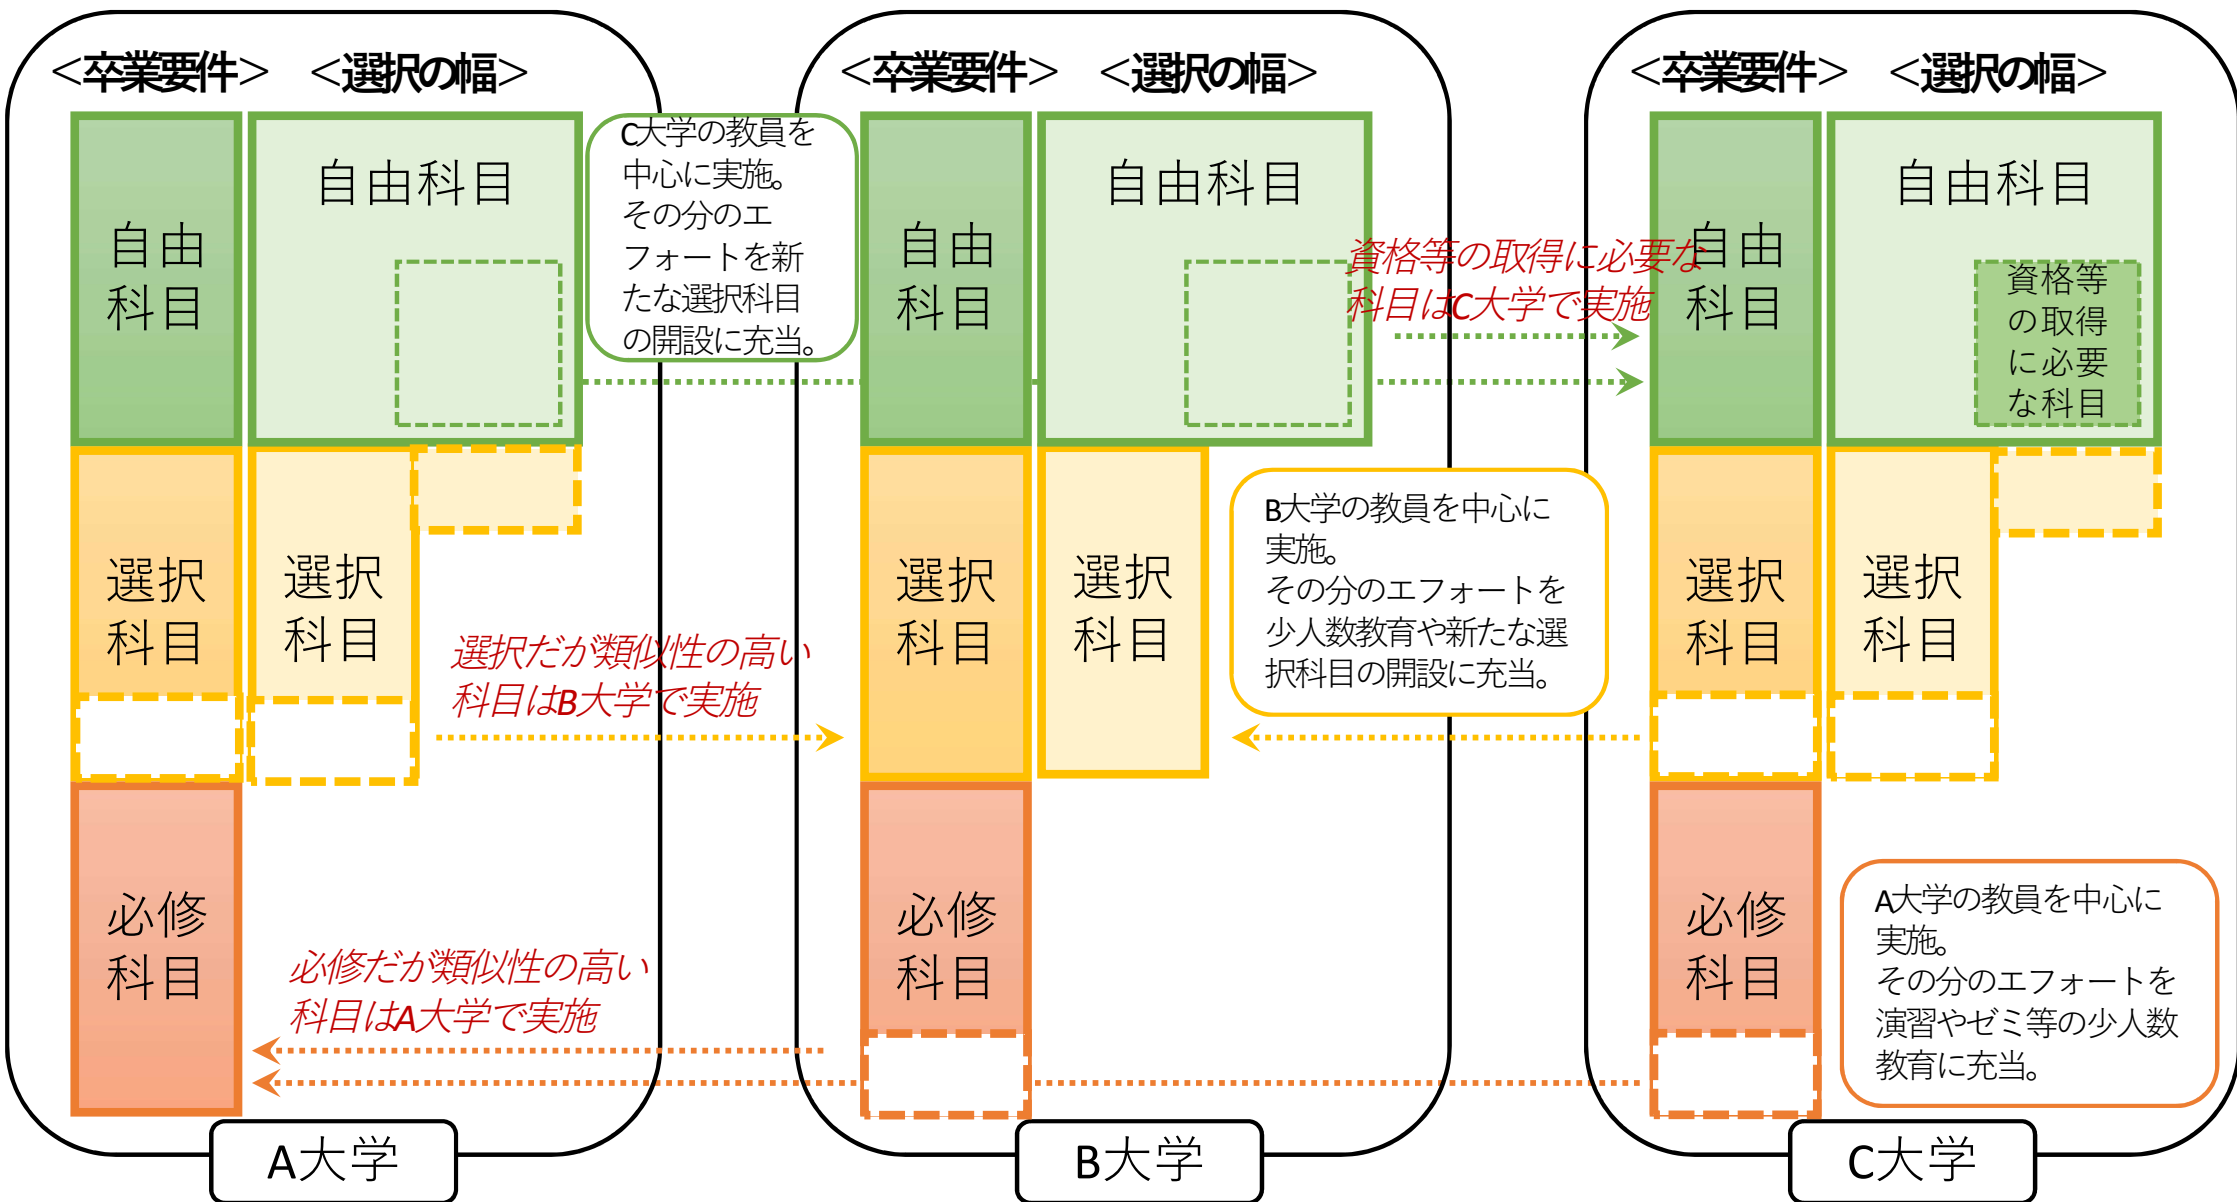 <卒業要件>
<選択の幅>
自由
科目
自由科目
選択
科目
選択
科目
必修
科目
選択だが類似性の高い
科目はB大学で実施
必修だが類似性の高い
科目はA大学で実施
A大学
C大学の教員を
中心に実施。
その分のエ
フォートを新
たな選択科目
の開設に充当。
<卒業要件>
<選択の幅>
自由
科目
自由科目
資格等の取得に必要な
科目はC大学で実施
選択
科目
選択
科目
B大学の教員を中心に
実施。
その分のエフォートを
少人数教育や新たな選
択科目の開設に充当。
必修
科目
B大学
<卒業要件>
<選択の幅>
自由
科目
自由科目
資格等
の取得
に必要
な科目
選択
科目
選択
科目
必修
科目
A大学の教員を中心に
実施。
その分のエフォートを
演習やゼミ等の少人数
教育に充当。
C大学